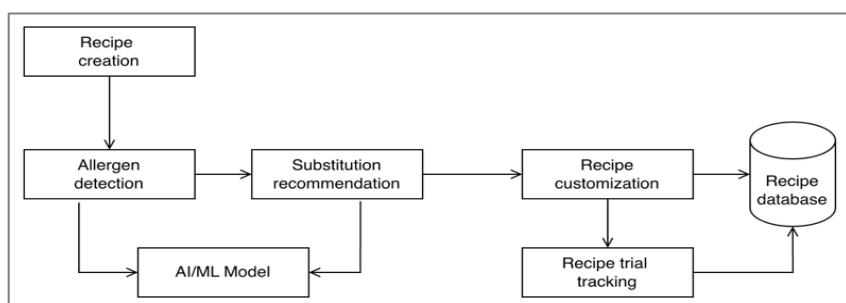 Recipe
creation
Allergen
detection
Substitution
recommendation
Recipe
customization
Recipe
database
AI/ML Model
Recipe trial
tracking